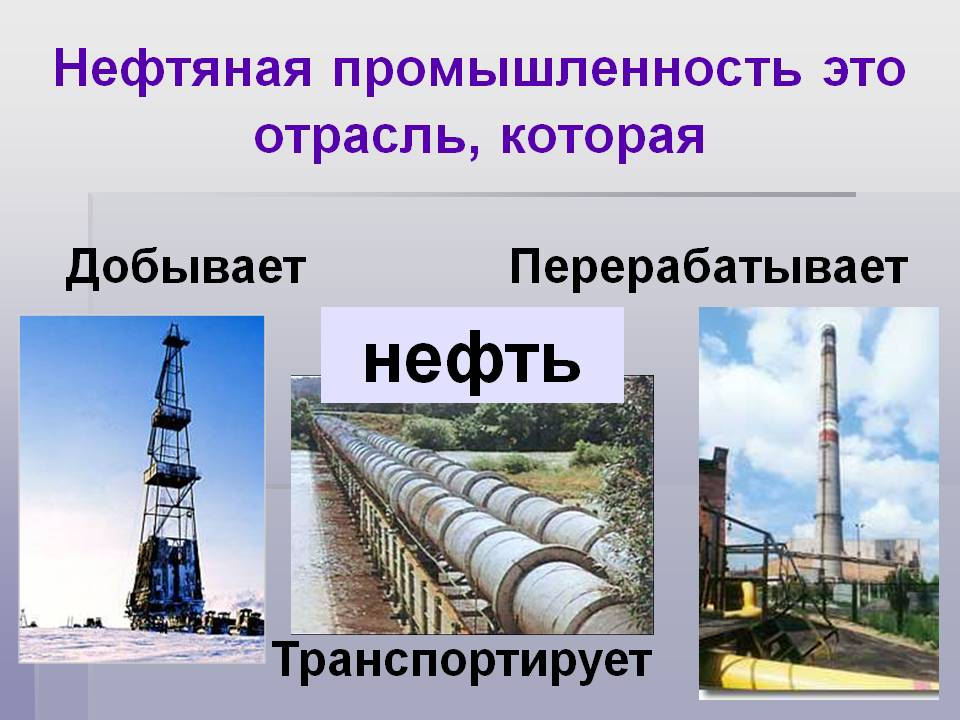 Нефтяная промышленность это
отрасль, которая
Добывает
Перерабатывает
нефть
Транспортирует